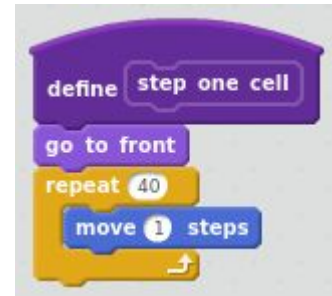 define step one cell
go to front
repeat 40
move 1 steps